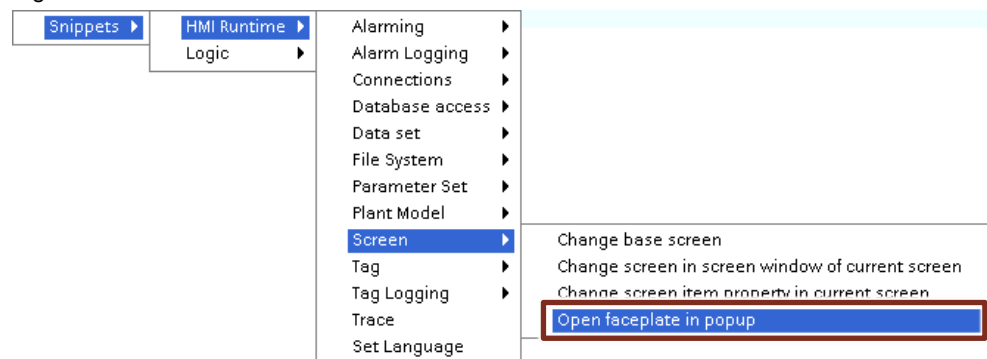 Snippets
HMI Runtime
Logic
Alarming
Alarm Logging
Connections
Database access
Data set
File System
Parameter Set
Plant Model
Screen
Tag
Tag Logging
Trace
Set Language
Change base screen
Change screen in screen window of current screen
Change screen item property in current screen
Open faceplate in popup